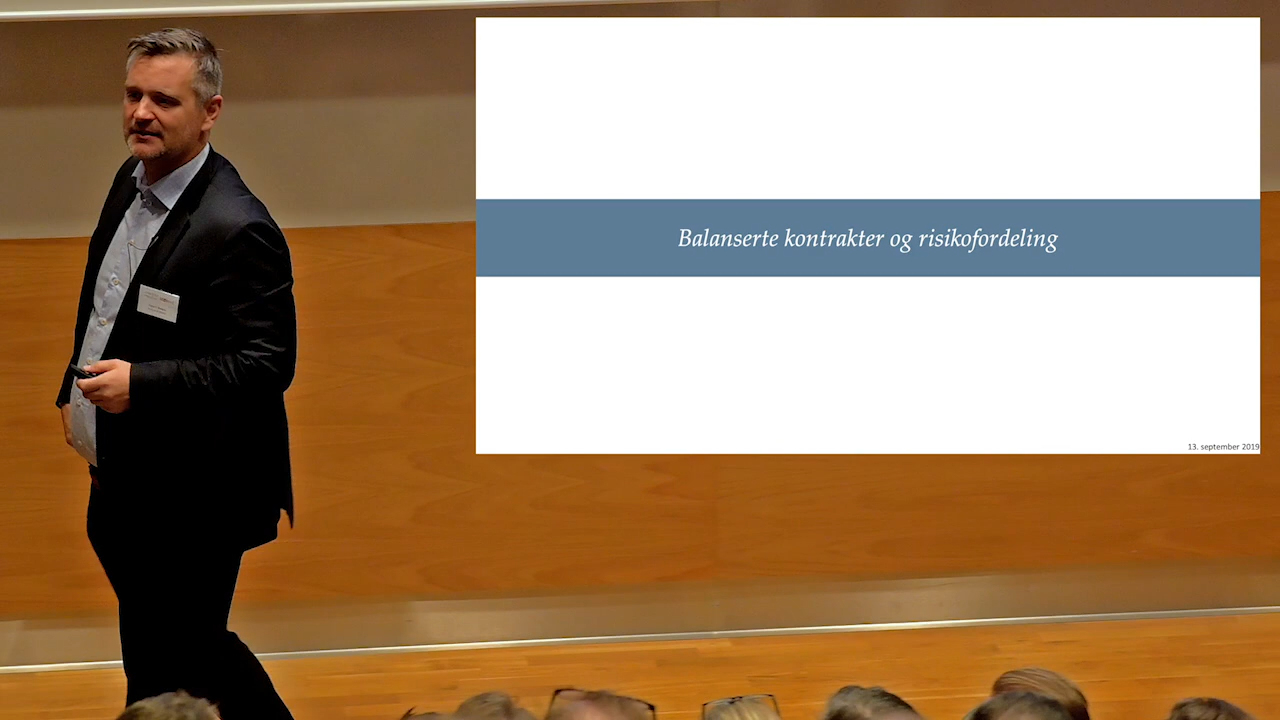 Balanserte kontrakter og risikofordeling
13. september 2019